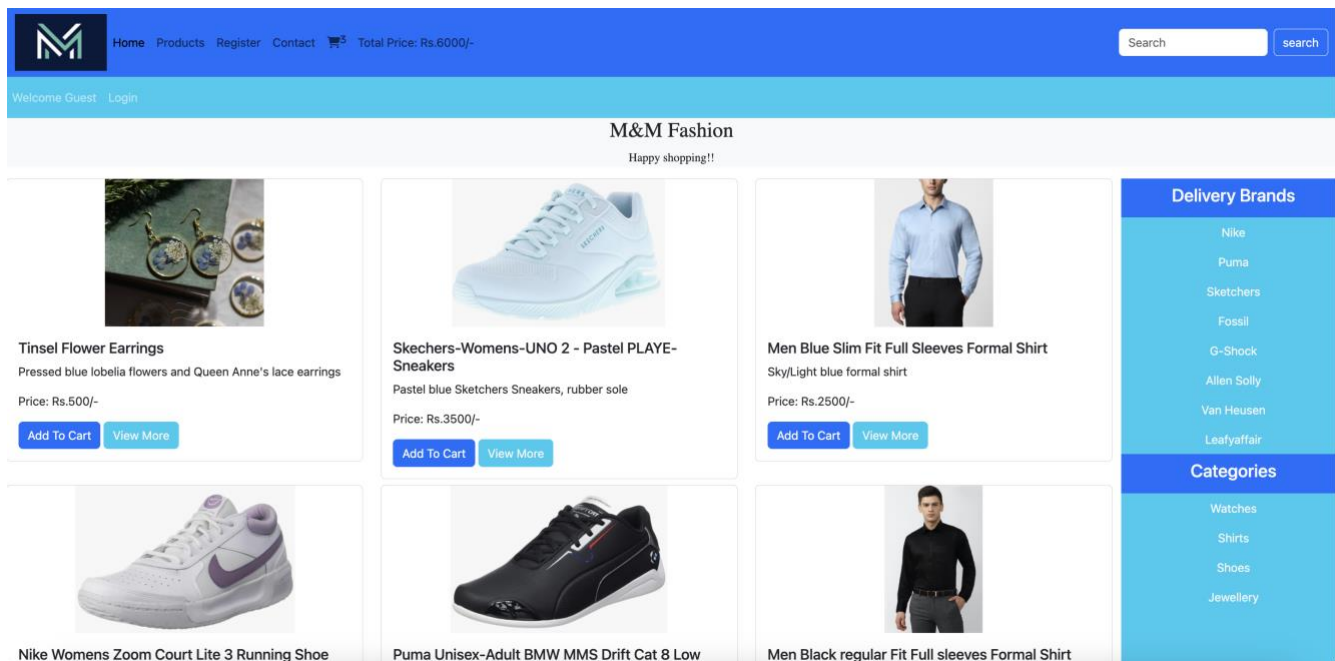 Home Products Register Contact 3 Total Price: Rs.6000/-
Search search
Welcome Guest Login
M&M Fashion
Happy shopping!!
Tinsel Flower Earrings
Pressed blue lobelia flowers and Queen Anne's lace earrings
Price: Rs.500/-
Add To Cart View More
SKECHERS
Skechers-Womens-UNO 2 - Pastel PLAYE-
Sneakers
Pastel blue Sketchers Sneakers, rubber sole
Price: Rs.3500/-
Add To Cart View More
Men Blue Slim Fit Full Sleeves Formal Shirt
Sky/Light blue formal shirt
Price: Rs.2500/-
Add To Cart View More
Nike Womens Zoom Court Lite 3 Running Shoe
Puma Unisex-Adult BMW MMS Drift Cat 8 Low
Men Black regular Fit Full sleeves Formal Shirt
Delivery Brands
Nike
Puma
Sketchers
Fossil
G-Shock
Allen Solly
Van Heusen
Leafyaffair
Categories
Watches
Shirts
Shoes
Jewellery